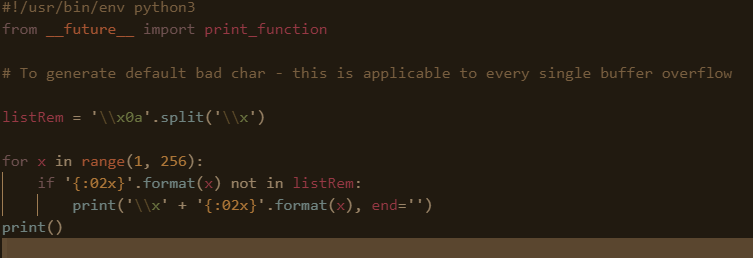 #!/usr/bin/env python3
from __future__ import print_function
# To generate default bad char - this is applicable to every single buffer overflow
listRem = '\\x0a'.split('\\x')
for x in range(1, 256):
    if '{:02x}'.format(x) not in listRem:
        print('\\x' + '{:02x}'.format(x), end='')
print()